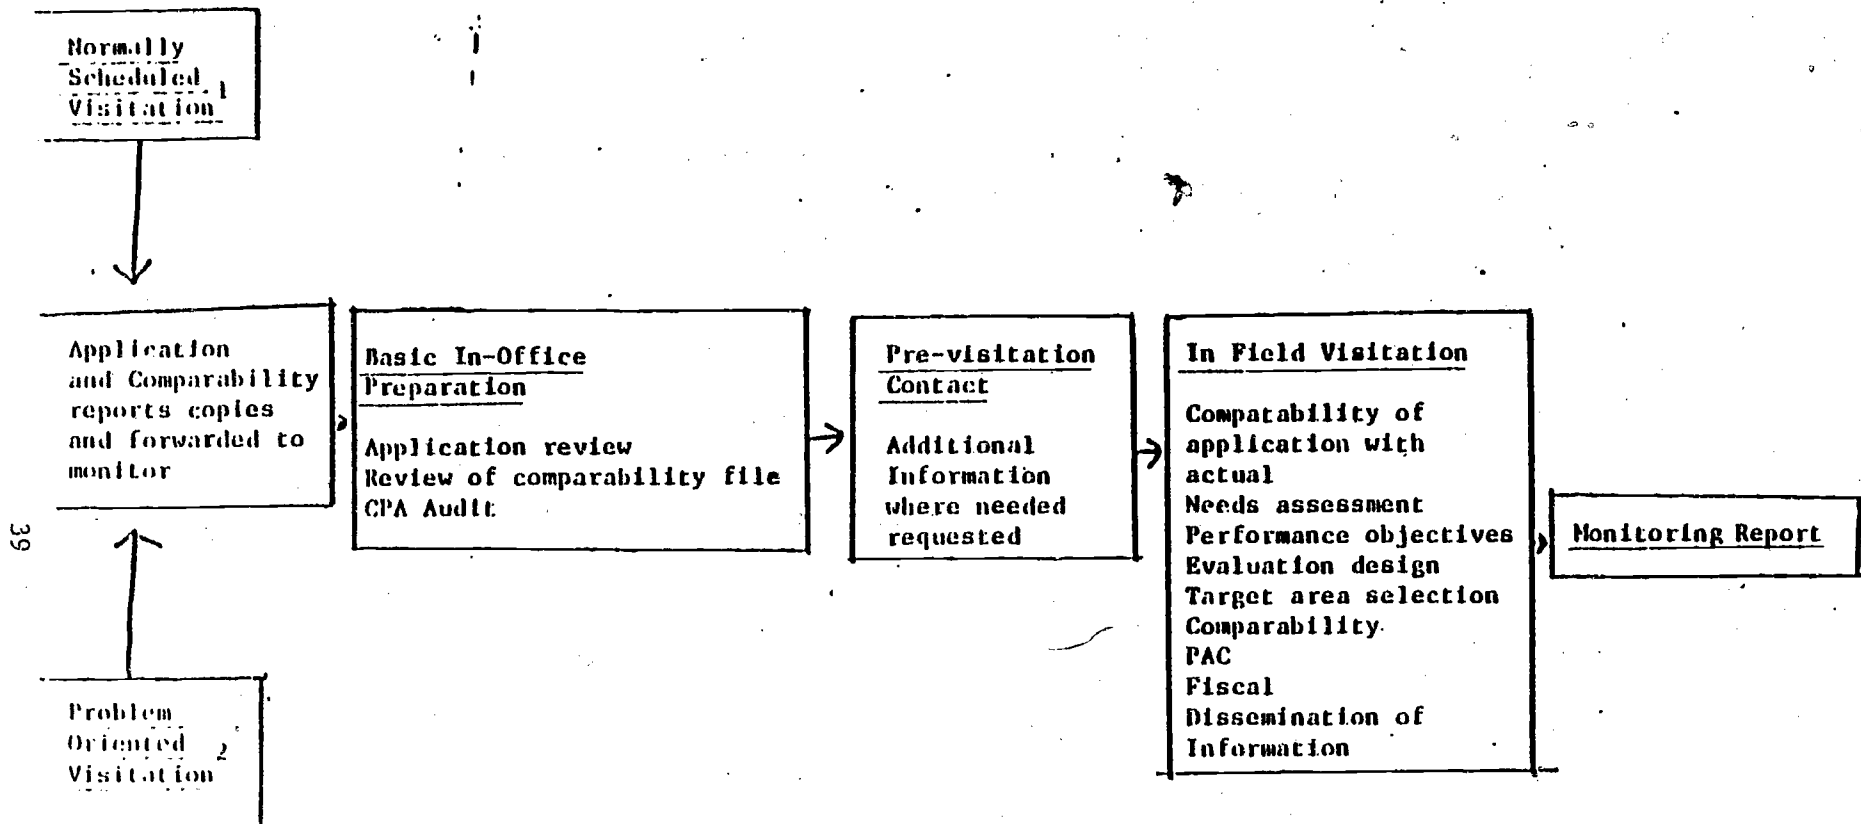 Normally
Scheduled
Visitation 1
Application
and Comparability
reports copies
and forwarded to
monitor
Problem
Oriented
Visitation 2
Basic In-Office
Preparation
Application review
Review of comparability file
CPA Audit
Pre-visitation
Contact
Additional
Information
where needed
requested
In Field Visitation
Compatability of
application with
actual
Needs assessment
Performance objectives
Evaluation design
Target area selection
Comparability
PAC
Fiscal
Dissemination of
Information
Monitoring Report
39